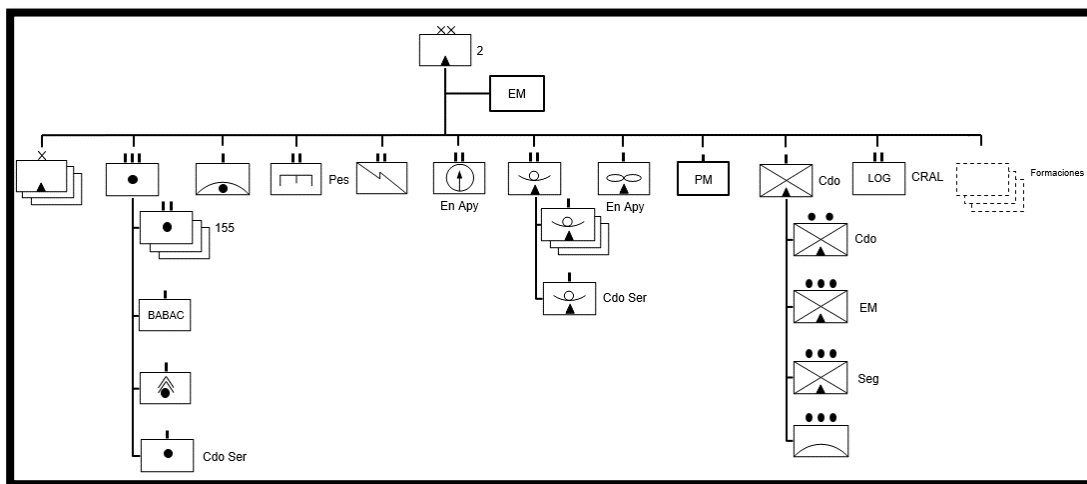 2
EM
Pes
En Apy
En Apy
PM
Cdo
LOG
CRAL
Formaciones
155
BABAC
Cdo Ser
Cdo Ser
Cdo
EM
Seg